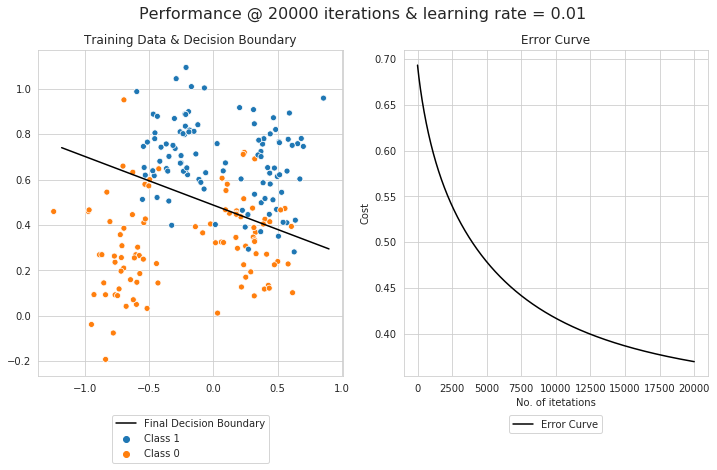 Performance @ 20000 iterations & learning rate = 0.01
Training Data & Decision Boundary
1.0
0.8
0.6
0.4
0.2
0.0
−0.2
−1.0 −0.5 0.0 0.5 1.0
Final Decision Boundary
Class 1
Class 0
Error Curve
Cost
0.70
0.65
0.60
0.55
0.50
0.45
0.40
0 2500 5000 7500 10000 12500 15000 17500 20000
No. of itetations
Error Curve